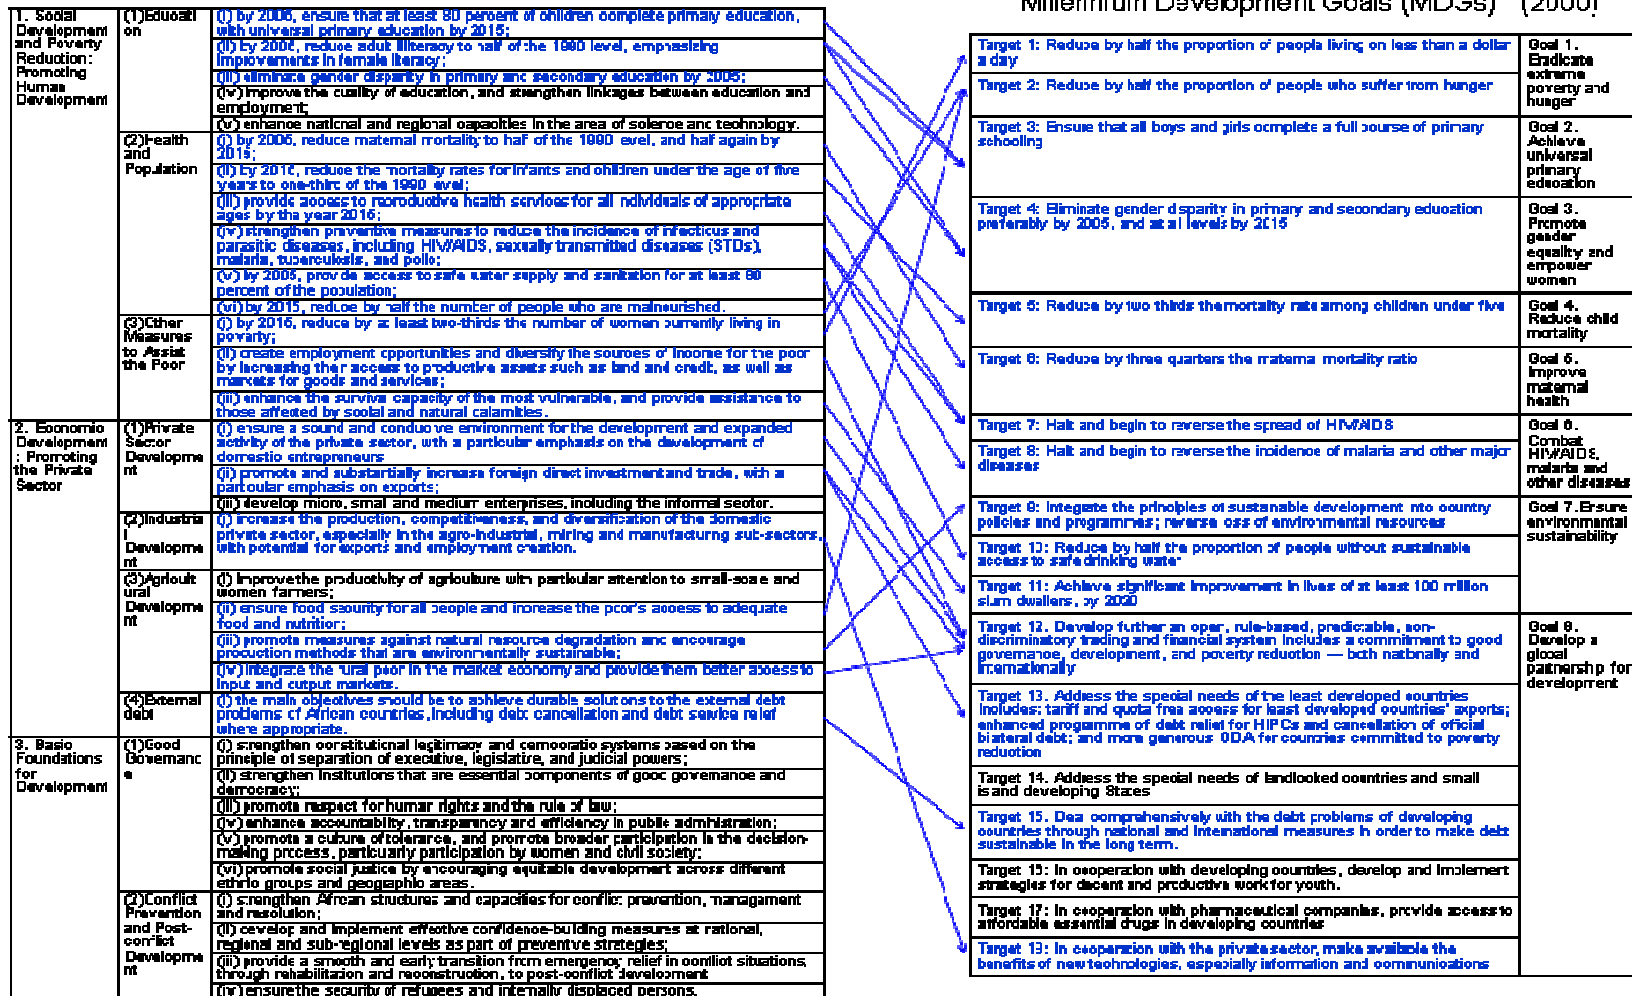 Millennium Development Goals (MDGs) (2000)
1. Social
Development
and Poverty
Reduction:
Promoting
Human
Development
(1)Educati
on
(i) by 2005, ensure that at least 80 percent of children complete primary education,
with universal primary education by 2015;
(ii) by 2005, reduce adult illiteracy to half of the 1990 level, emphasizing
improvements in female literacy;
(iii) eliminate gender disparity in primary and secondary education by 2005;
(iv) improve the quality of education, and strengthen linkages between education and
employment;
(v) enhance national and regional capacities in the area of science and technology.
(2)Health
and
Population
(i) by 2005, reduce maternal mortality to half of the 1990 level, and half again by
2015;
(ii) by 2015, reduce the mortality rates for infants and children under the age of five
years to one-third of the 1990 level;
(iii) provide access to reproductive health services for all individuals of appropriate
ages by the year 2015;
(iv) strengthen preventive measures to reduce the incidence of infectious and
parasitic diseases, including HIV/AIDS, sexually transmitted diseases (STDs),
malaria, tuberculosis, and polio;
(v) by 2005, provide access to safe water supply and sanitation for at least 80
percent of the population;
(vi) by 2015, reduce by half the number of people who are malnourished.
(3)Other
Measures
to Assist
the Poor
(i) by 2015, reduce by at least two-thirds the number of women currently living in
poverty;
(ii) create employment opportunities and diversify the sources of income for the poor
by increasing their access to productive assets such as land and credit, as well as
markets for goods and services;
(iii) enhance the survival capacity of the most vulnerable, and provide assistance to
those affected by social and natural calamities.
2. Economic
Development
: Promoting
the Private
Sector
(1)Private
Sector
Developme
nt
(i) ensure a sound and conducive environment for the development and expanded
activity of the private sector, with a particular emphasis on the development of
domestic entrepreneurs
(ii) promote and substantially increase foreign direct investment and trade, with a
particular emphasis on exports;
(iii) develop micro, small and medium enterprises, including the informal sector.
(2)Industria
l
Developme
nt
(i) increase the production, competitiveness, and diversification of the domestic
private sector, especially in the agro-industrial, mining and manufacturing sub-sectors,
with potential for exports and employment creation.
(3)Agricult
ural
Developme
nt
(i) improve the productivity of agriculture with particular attention to small-scale and
women farmers;
(ii) ensure food security for all people and increase the poor's access to adequate
food and nutrition;
(iii) promote measures against natural resource degradation and encourage
production methods that are environmentally sustainable;
(iv) integrate the rural poor in the market economy and provide them better access to
input and output markets.
(4)External
debt
(i) the main objectives should be to achieve durable solutions to the external debt
problems of African countries, including debt cancellation and debt service relief
where appropriate.
3. Basic
Foundations
for
Development
(1)Good
Governanc
e
(i) strengthen constitutional legitimacy and democratic systems based on the
principle of separation of executive, legislative, and judicial powers;
(ii) strengthen institutions that are essential components of good governance and
democracy;
(iii) promote respect for human rights and the rule of law;
(iv) enhance accountability, transparency and efficiency in public administration;
(v) promote a culture of tolerance, and promote broader participation in the decision-
making process, particularly participation by women and civil society;
(vi) promote social justice by encouraging equitable development across different
ethnic groups and geographic areas.
(2)Conflict
Prevention
and Post-
conflict
Developme
nt
(i) strengthen African structures and capacities for conflict prevention, management
and resolution;
(ii) develop and implement effective confidence-building measures at national,
regional and sub-regional levels as part of preventive strategies;
(iii) provide a smooth and early transition from emergency relief in conflict situations,
through rehabilitation and reconstruction, to post-conflict development
(iv) ensure the security of refugees and internally displaced persons.
Target 1: Reduce by half the proportion of people living on less than a dollar
a day
Target 2: Reduce by half the proportion of people who suffer from hunger
Goal 1.
Eradicate
extreme
poverty and
hunger
Target 3: Ensure that all boys and girls complete a full course of primary
schooling
Goal 2.
Achieve
universal
primary
education
Target 4: Eliminate gender disparity in primary and secondary education
preferably by 2005, and at all levels by 2015
Goal 3.
Promote
gender
equality and
empower
women
Target 5: Reduce by two thirds the mortality rate among children under five
Goal 4.
Reduce child
mortality
Target 6: Reduce by three quarters the maternal mortality ratio
Goal 5.
Improve
maternal
health
Target 7: Halt and begin to reverse the spread of HIV/AIDS
Target 8: Halt and begin to reverse the incidence of malaria and other major
diseases
Goal 6.
Combat
HIV/AIDS,
malaria and
other diseases
Target 9: Integrate the principles of sustainable development into country
policies and programmes; reverse loss of environmental resources
Target 10: Reduce by half the proportion of people without sustainable
access to safe drinking water
Target 11: Achieve significant improvement in lives of at least 100 million
slum dwellers, by 2020
Goal 7.Ensure
environmental
sustainability
Target 12. Develop further an open, rule-based, predictable, non-
discriminatory trading and financial system Includes a commitment to good
governance, development, and poverty reduction — both nationally and
internationally
Target 13. Address the special needs of the least developed countries
Includes: tariff and quota free access for least developed countries' exports;
enhanced programme of debt relief for HIPCs and cancellation of official
bilateral debt; and more generous ODA for countries committed to poverty
reduction
Target 14. Address the special needs of landlocked countries and small
island developing States
Target 15. Deal comprehensively with the debt problems of developing
countries through national and international measures in order to make debt
sustainable in the long term.
Target 16: In cooperation with developing countries, develop and implement
strategies for decent and productive work for youth.
Target 17: In cooperation with pharmaceutical companies, provide access to
affordable essential drugs in developing countries
Target 18: In cooperation with the private sector, make available the
benefits of new technologies, especially information and communications
Goal 8.
Develop a
global
partnership for
development